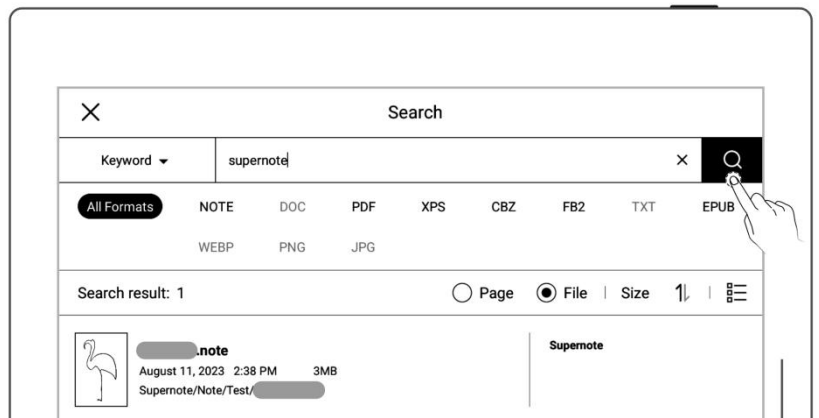 Search
Keyword supernote
All Formats NOTE DOC PDF XPS CBZ FB2 TXT EPUB
WEBP PNG JPG
Search result: 1 Page File Size
.note Supernote
August 11, 2023 2:38 PM 3MB
Supernote/Note/Test/